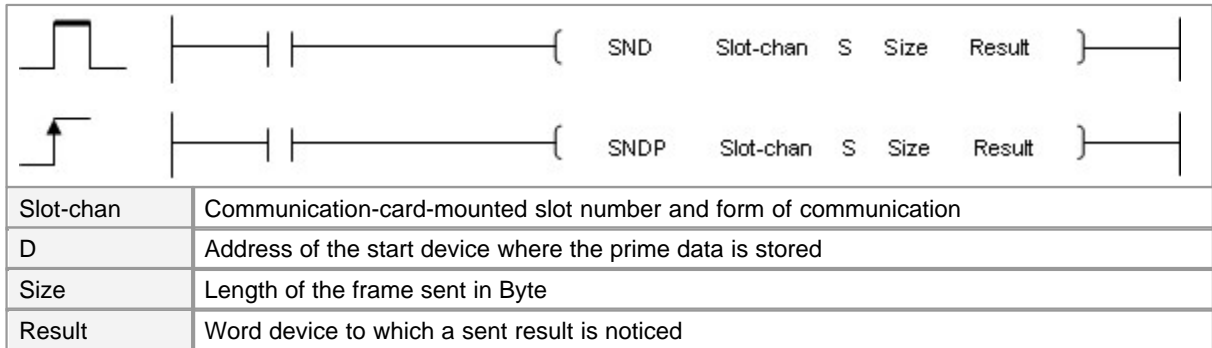 SND Slot-chan S Size Result
SNDP Slot-chan S Size Result
Slot-chan Communication-card-mounted slot number and form of communication
D Address of the start device where the prime data is stored
Size Length of the frame sent in Byte
Result Word device to which a sent result is noticed